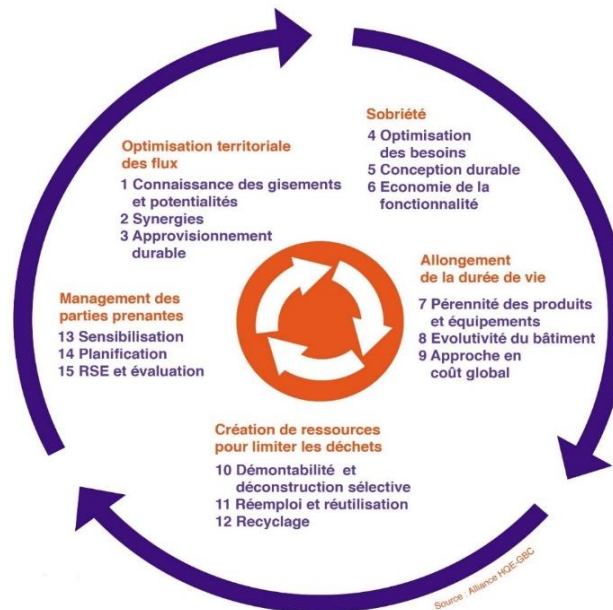 Optimisation territoriale
des flux
1 Connaissance des gisements
et potentialités
2 Synergies
3 Approvisionnement
durable
Sobriété
4 Optimisation
des besoins
5 Conception durable
6 Economie de la
fonctionnalité
Allongement
de la durée de vie
7 Pérennité des produits
et équipements
8 Evolutivité du bâtiment
9 Approche en
coût global
Création de ressources
pour limiter les déchets
10 Démontabilité et
déconstruction sélective
11 Réemploi et réutilisation
12 Recyclage
Management des
parties prenantes
13 Sensibilisation
14 Planification
15 RSE et évaluation
Source : Alliance HQE-GBC